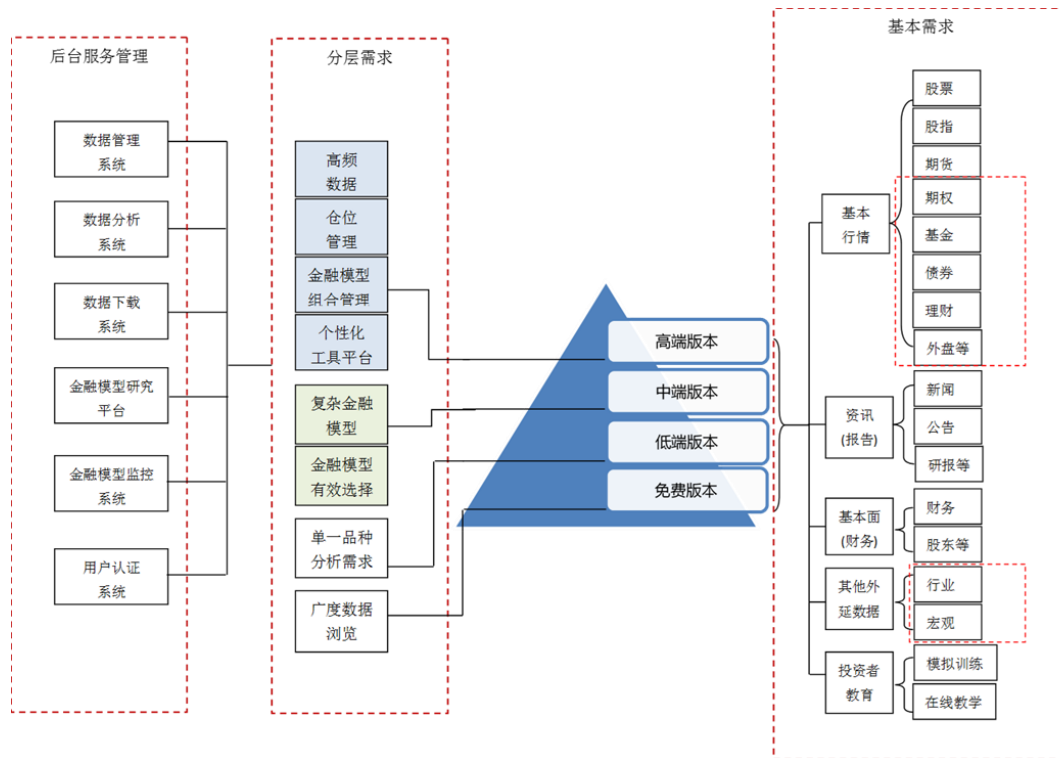 后台服务管理
数据管理
系统
数据分析
系统
数据下载
系统
金融模型研究
平台
金融模型监控
系统
用户认证
系统
分层需求
高频
数据
仓位
管理
金融模型
组合管理
个性化
工具平台
复杂金融
模型
金融模型
有效选择
单一品种
分析需求
广度数据
浏览
高端版本
中端版本
低端版本
免费版本
基本需求
基本
行情
股票
股指
期货
期权
基金
债券
理财
外盘等
资讯
(报告)
新闻
公告
研报等
基本面
(财务)
财务
股东等
其他外
延数据
行业
宏观
投资者
教育
模拟训练
在线教学